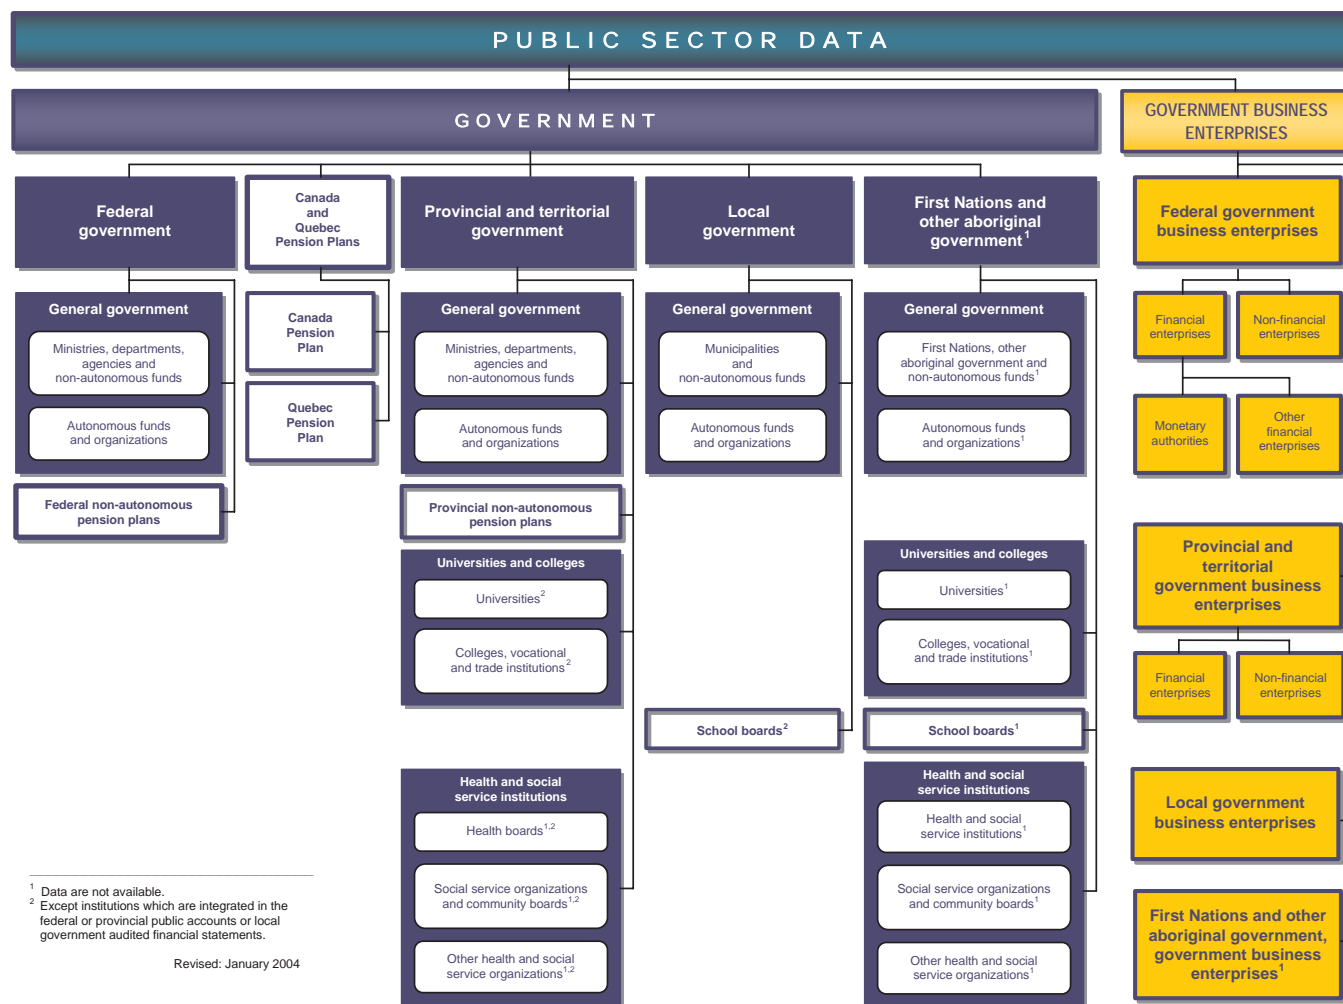 PUBLIC SECTOR DATA
GOVERNMENT
GOVERNMENT BUSINESS
ENTERPRISES
Federal
government
Canada
and
Quebec
Pension Plans
Provincial and territorial
government
Local
government
First Nations and
other aboriginal
government¹
Federal government
business enterprises
General government
Ministries, departments,
agencies and
non-autonomous funds
Autonomous funds
and organizations
Federal non-autonomous
pension plans
Canada
Pension
Plan
Quebec
Pension
Plan
General government
Ministries, departments,
agencies and
non-autonomous funds
Autonomous funds
and organizations
Provincial non-autonomous
pension plans
Universities and colleges
Universities²
Colleges, vocational
and trade institutions²
Health and social
service institutions
Health boards¹,²
Social service organizations
and community boards¹,²
Other health and social
service organizations¹,²
General government
Municipalities
and
non-autonomous funds
Autonomous funds
and organizations
School boards²
General government
First Nations, other
aboriginal government and
non-autonomous funds¹
Autonomous funds
and organizations¹
Universities and colleges
Universities¹
Colleges, vocational
and trade institutions¹
School boards¹
Health and social
service institutions
Health and social
service institutions¹
Social service organizations
and community boards¹
Other health and social
service organizations¹
Financial
enterprises
Non-financial
enterprises
Monetary
authorities
Other
financial
enterprises
Provincial and
territorial
government business
enterprises
Financial
enterprises
Non-financial
enterprises
Local government
business enterprises
First Nations and other
aboriginal government,
government business
enterprises¹
¹ Data are not available.
² Except institutions which are integrated in the
federal or provincial public accounts or local
government audited financial statements.
Revised: January 2004